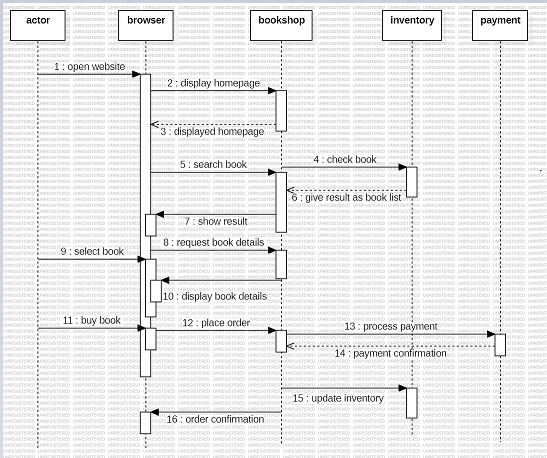 actor browser bookshop inventory payment
1 : open website
2 : display homepage
3 : displayed homepage
4 : check book
5 : search book
6 : give result as book list
7 : show result
8 : request book details
9 : select book
10 : display book details
11 : buy book
12 : place order
13 : process payment
14 : payment confirmation
15 : update inventory
16 : order confirmation